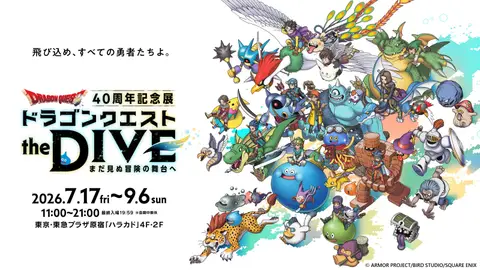 飛び込め、すべての勇者たちよ。
DRAGON QUEST
40周年記念展
ドラゴンクエスト
the DIVE
まだ見ぬ冒険の舞台へ
2026.7.17fri~9.6sun
11:00~21:00 最終入場19:59
東京・東急プラザ原宿「ハラカド」4F・2F
© ARMOR PROJECT/BIRD STUDIO/SQUARE ENIX